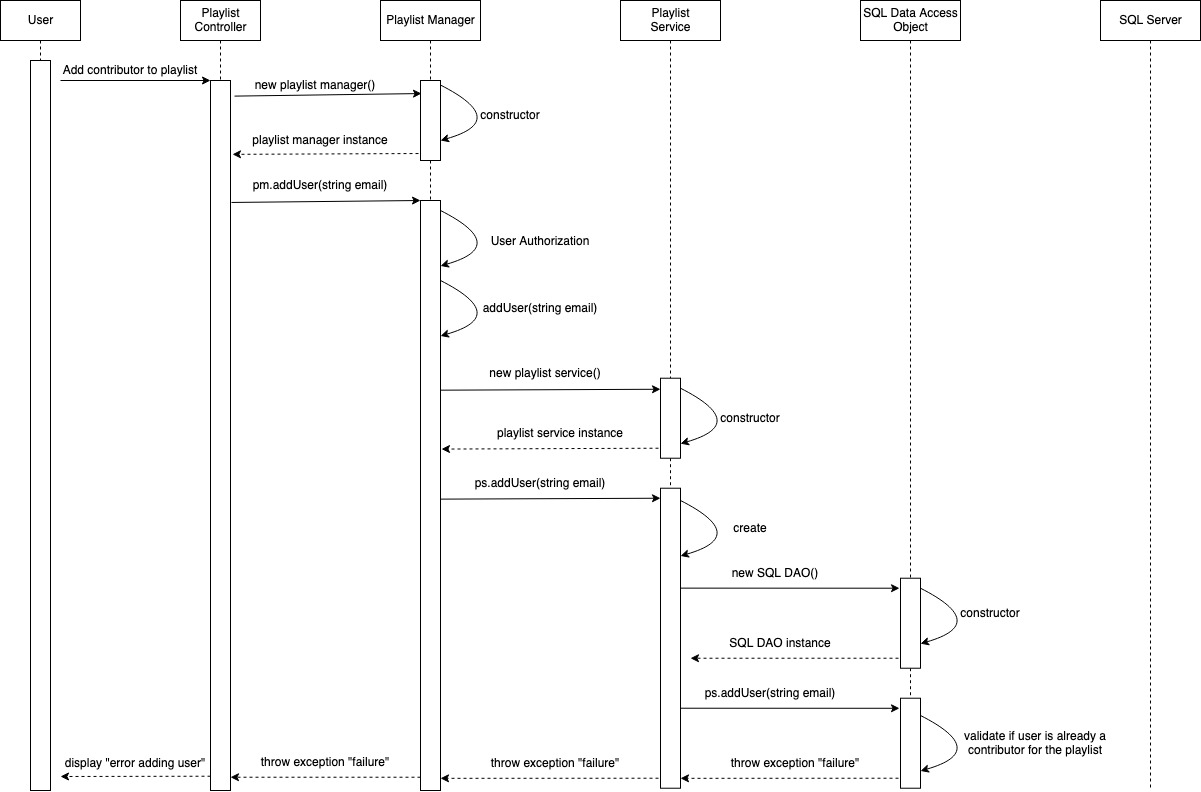 User
Playlist
Controller
Playlist Manager
Playlist
Service
SQL Data Access
Object
SQL Server
Add contributor to playlist
new playlist manager()
constructor
playlist manager instance
pm.addUser(string email)
User Authorization
addUser(string email)
new playlist service()
constructor
playlist service instance
ps.addUser(string email)
create
new SQL DAO()
constructor
SQL DAO instance
ps.addUser(string email)
validate if user is already a
contributor for the playlist
display "error adding user"
throw exception "failure"
throw exception "failure"
throw exception "failure"